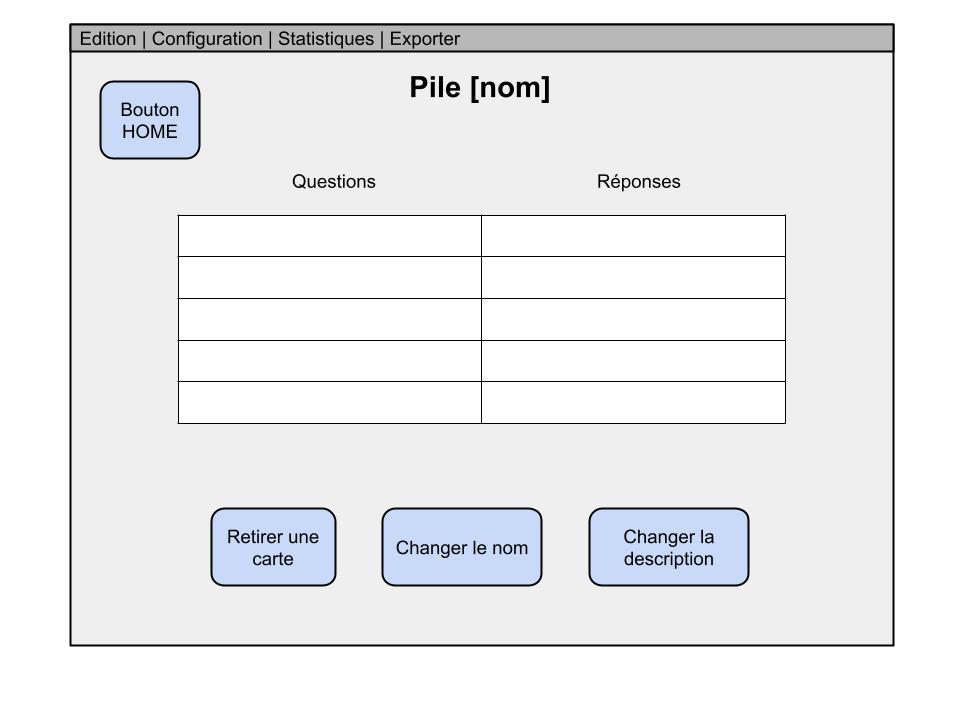 Edition | Configuration | Statistiques | Exporter
Pile [nom]
Bouton
HOME
Questions
Réponses
Retirer une
carte
Changer le nom
Changer la
description